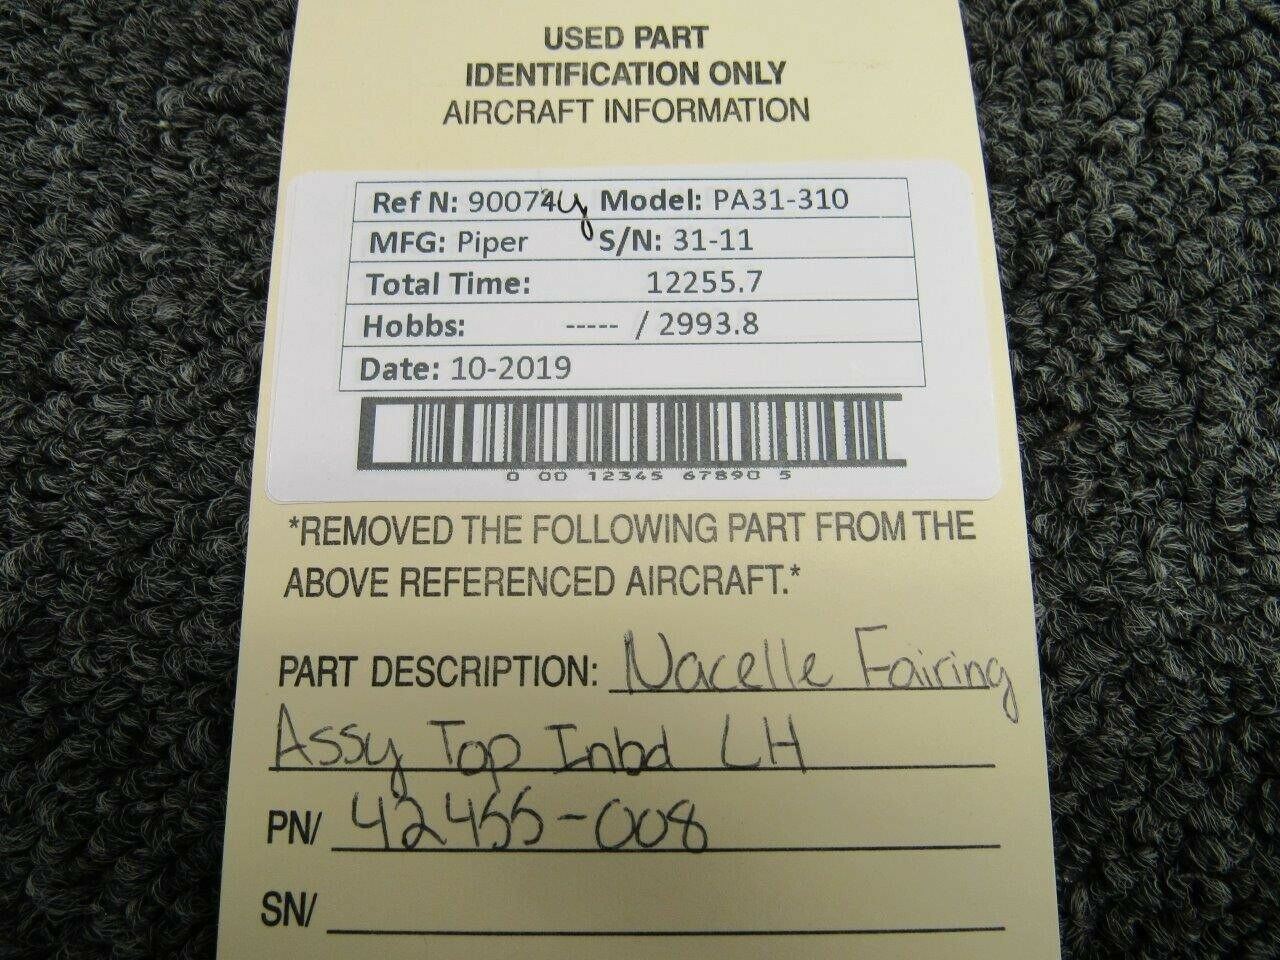 USED PART
IDENTIFICATION ONLY
AIRCRAFT INFORMATION
Ref N: 90074y Model: PA31-310
MFG: Piper S/N: 31-11
Total Time: 12255.7
Hobbs: ----- / 2993.8
Date: 10-2019
0 00 12345 67890 5
*REMOVED THE FOLLOWING PART FROM THE
ABOVE REFERENCED AIRCRAFT.*
PART DESCRIPTION: Nacelle Fairing
Assy Top Inbd LH
PN/ 42455-008
SN/